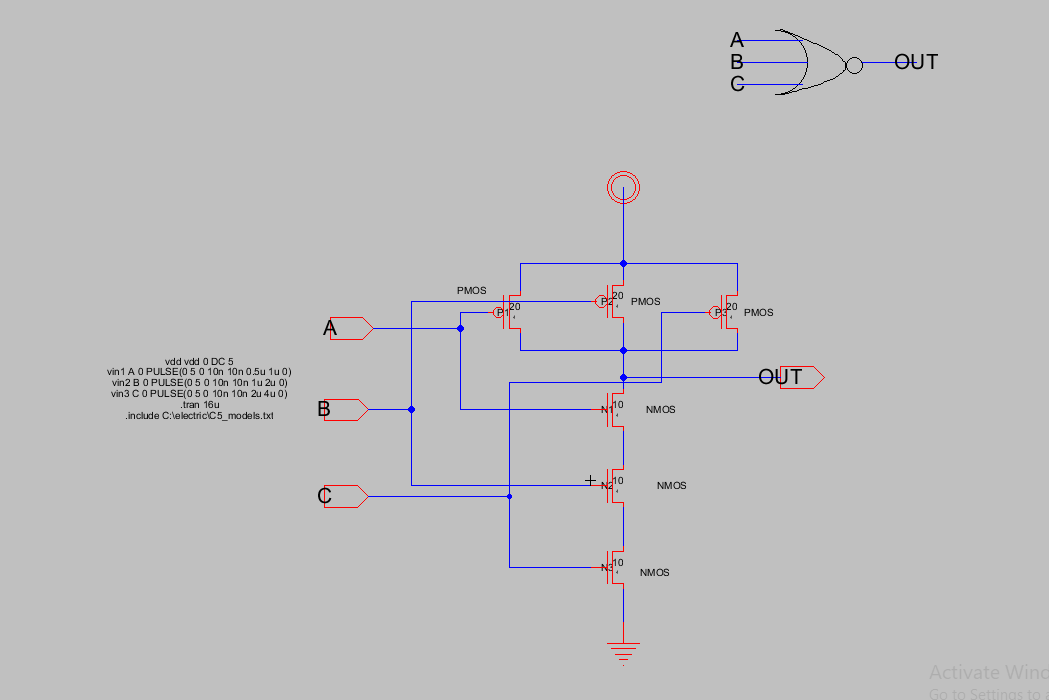 A
B
C
OUT
PMOS
P1
20
P2
20
PMOS
P3
20
PMOS
A
vdd vdd 0 DC 5
vin1 A 0 PULSE(0 5 0 10n 10n 0.5u 1u 0)
vin2 B 0 PULSE(0 5 0 10n 10n 1u 2u 0)
vin3 C 0 PULSE(0 5 0 10n 10n 2u 4u 0)
.tran 16u
.include C:\electric\C5_models.txt
OUT
B
N1
10
NMOS
C
N2
10
NMOS
N3
10
NMOS
Activate Wind
Go to Settings to